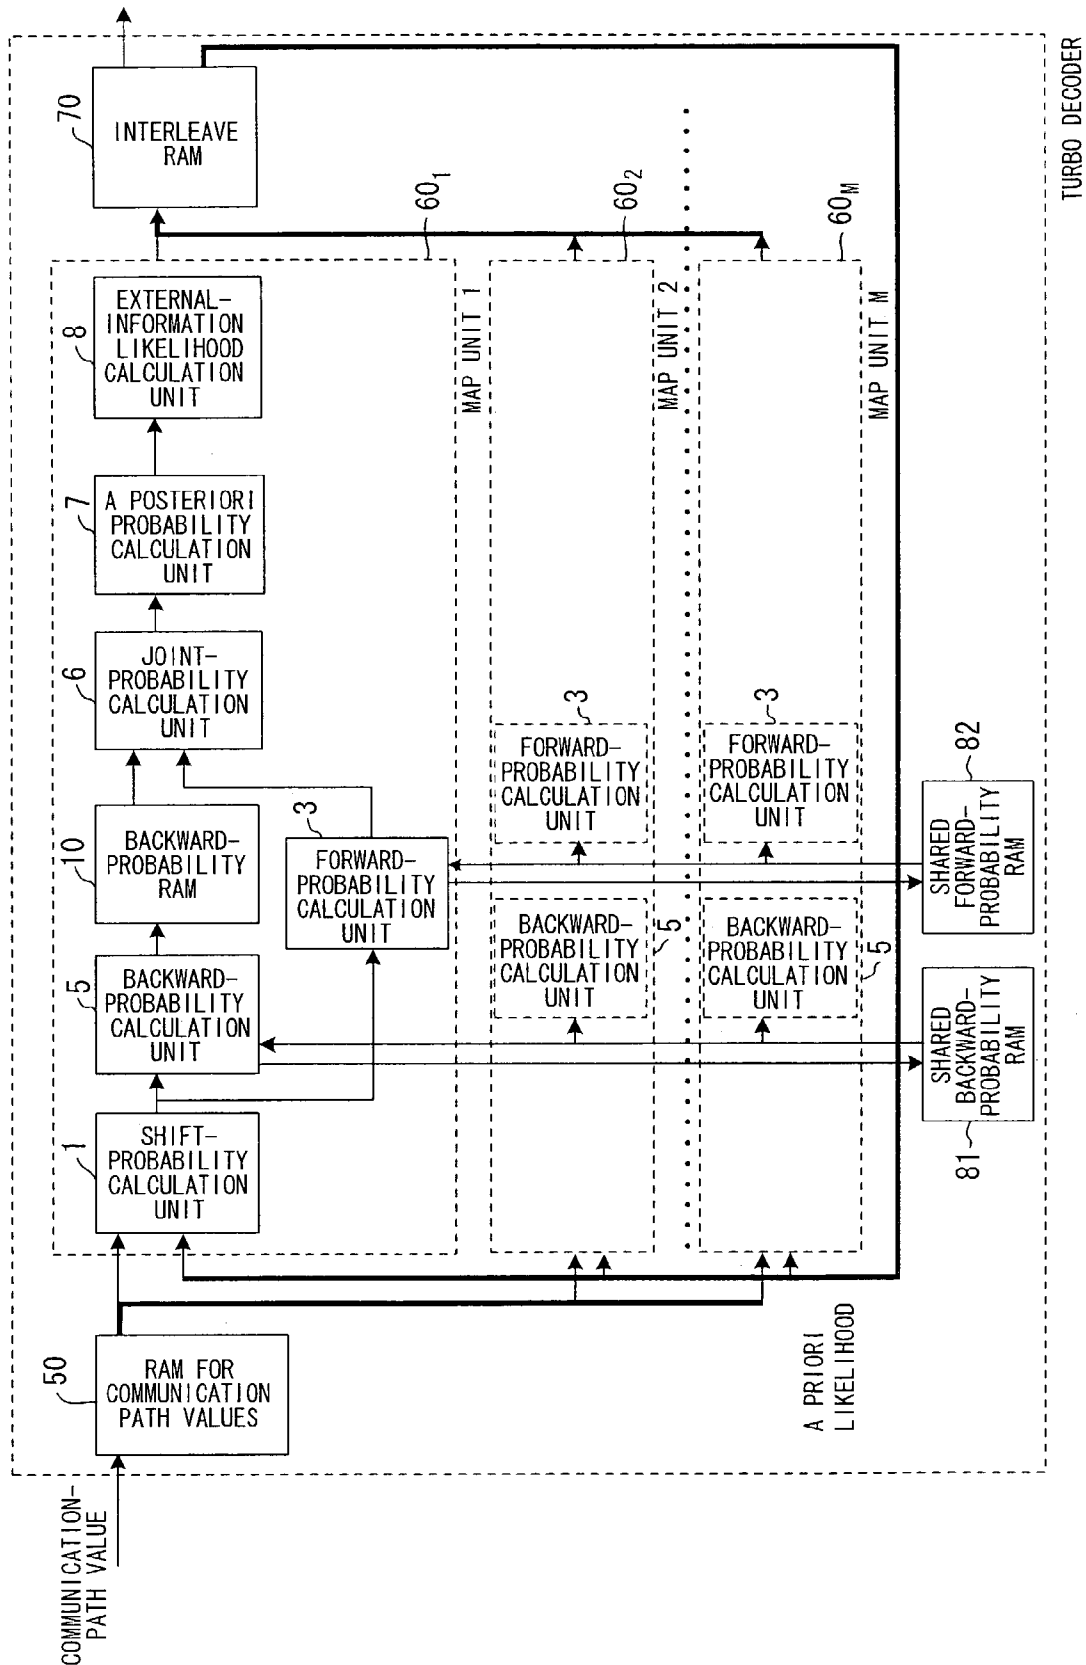 COMMUNICATION-
PATH VALUE
50
RAM FOR
COMMUNICATION
PATH VALUES
1
SHIFT-
PROBABILITY
CALCULATION
UNIT
5
BACKWARD-
PROBABILITY
CALCULATION
UNIT
10
BACKWARD-
PROBABILITY
RAM
3
FORWARD-
PROBABILITY
CALCULATION
UNIT
6
JOINT-
PROBABILITY
CALCULATION
UNIT
7
A POSTERIORI
PROBABILITY
CALCULATION
UNIT
8
EXTERNAL-
INFORMATION
LIKELIHOOD
CALCULATION
UNIT
70
INTERLEAVE
RAM
60₁
MAP UNIT 1
BACKWARD-
PROBABILITY
CALCULATION
UNIT
5
3
FORWARD-
PROBABILITY
CALCULATION
UNIT
60₂
MAP UNIT 2
BACKWARD-
PROBABILITY
CALCULATION
UNIT
5
3
FORWARD-
PROBABILITY
CALCULATION
UNIT
60M
MAP UNIT M
A PRIORI
LIKELIHOOD
81
SHARED
BACKWARD-
PROBABILITY
RAM
82
SHARED
FORWARD-
PROBABILITY
RAM
TURBO DECODER